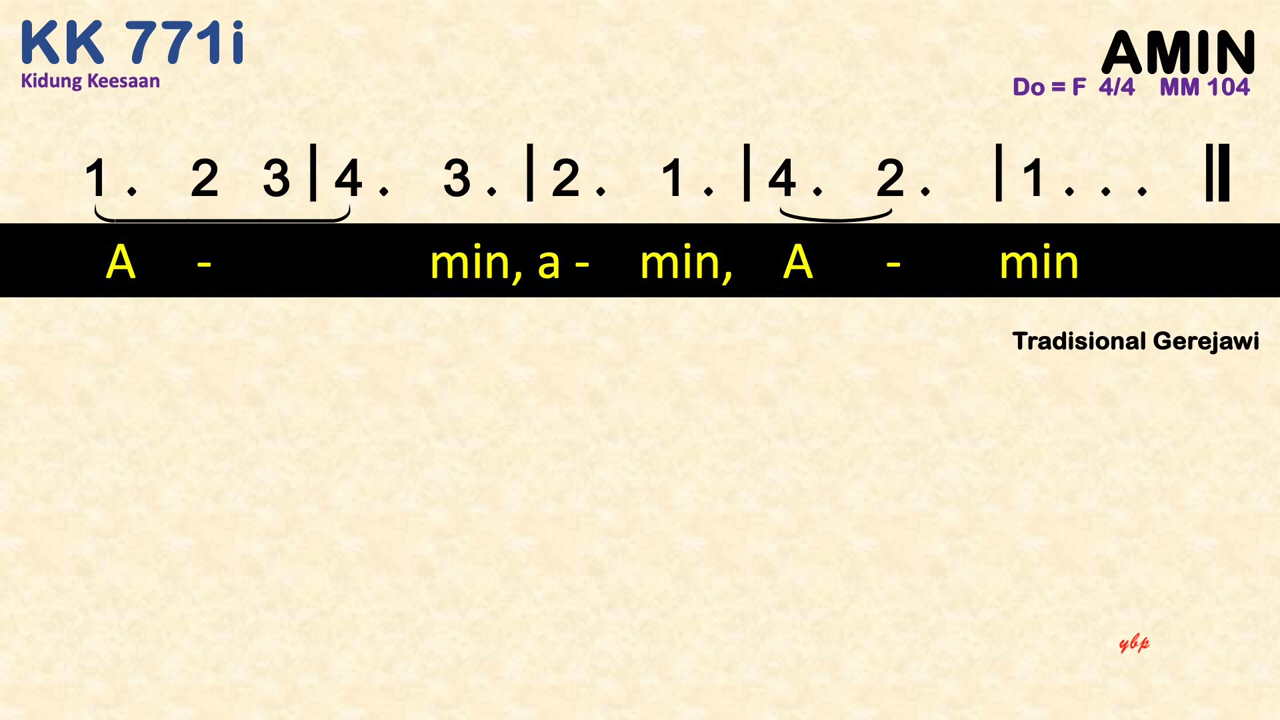 KK 771i
Kidung Keesaan
AMIN
Do = F 4/4 MM 104
1 . 2 3 | 4 . 3 . | 2 . 1 . | 4 . 2 . | 1 . . . ||
A - min, a - min, A - min
Tradisional Gerejawi
ybp